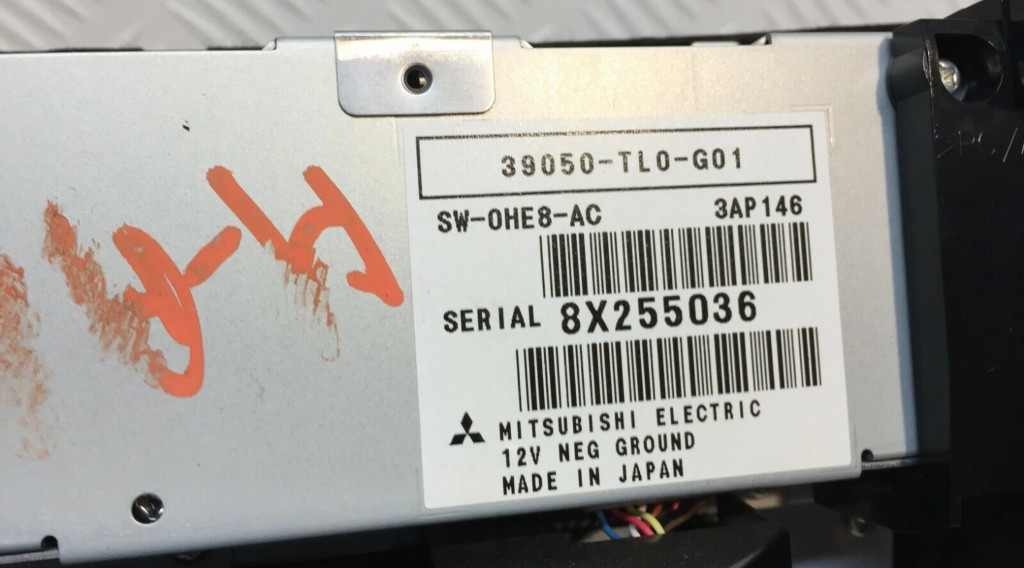 39050-TL0-G01
SW-0HE8-AC 3AP146
SERIAL 8X255036
MITSUBISHI ELECTRIC
12V NEG GROUND
MADE IN JAPAN